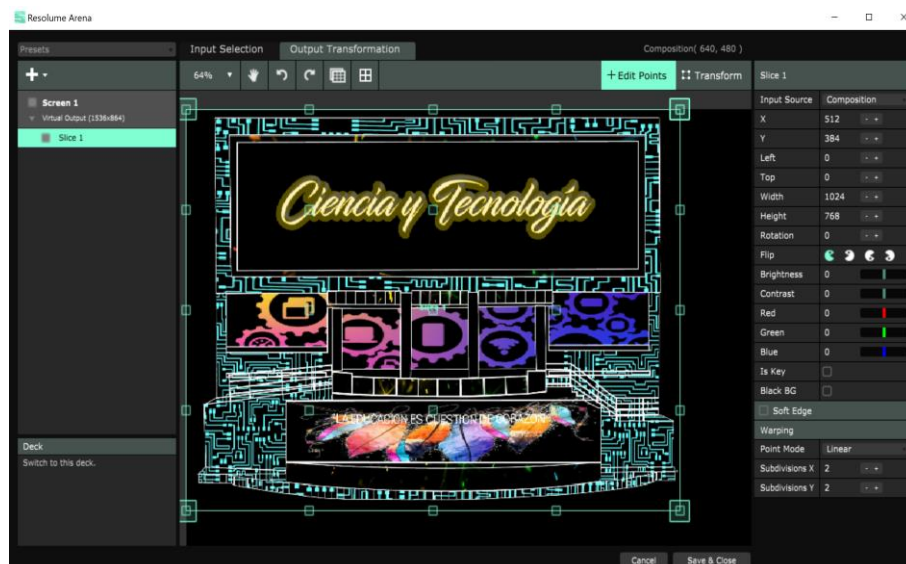 Resolume Arena
Presets
Input Selection
Output Transformation
Composition( 640, 480 )
64%
+ Edit Points
Transform
Slice 1
Screen 1
Virtual Output (1536x864)
Slice 1
Input Source Composition
X 512 - +
Y 384 - +
Left 0 - +
Top 0 - +
Width 1024 - +
Height 768 - +
Rotation 0 - +
Flip
Brightness 0
Contrast 0
Red 0
Green 0
Blue 0
Is Key
Black BG
Soft Edge
Warping
Point Mode Linear
Subdivisions X 2 - +
Subdivisions Y 2 - +
Ciencia y Tecnología
"LA EDUCACIÓN ES CUESTIÓN DE CORAZÓN"
Deck
Switch to this deck.
Cancel
Save & Close